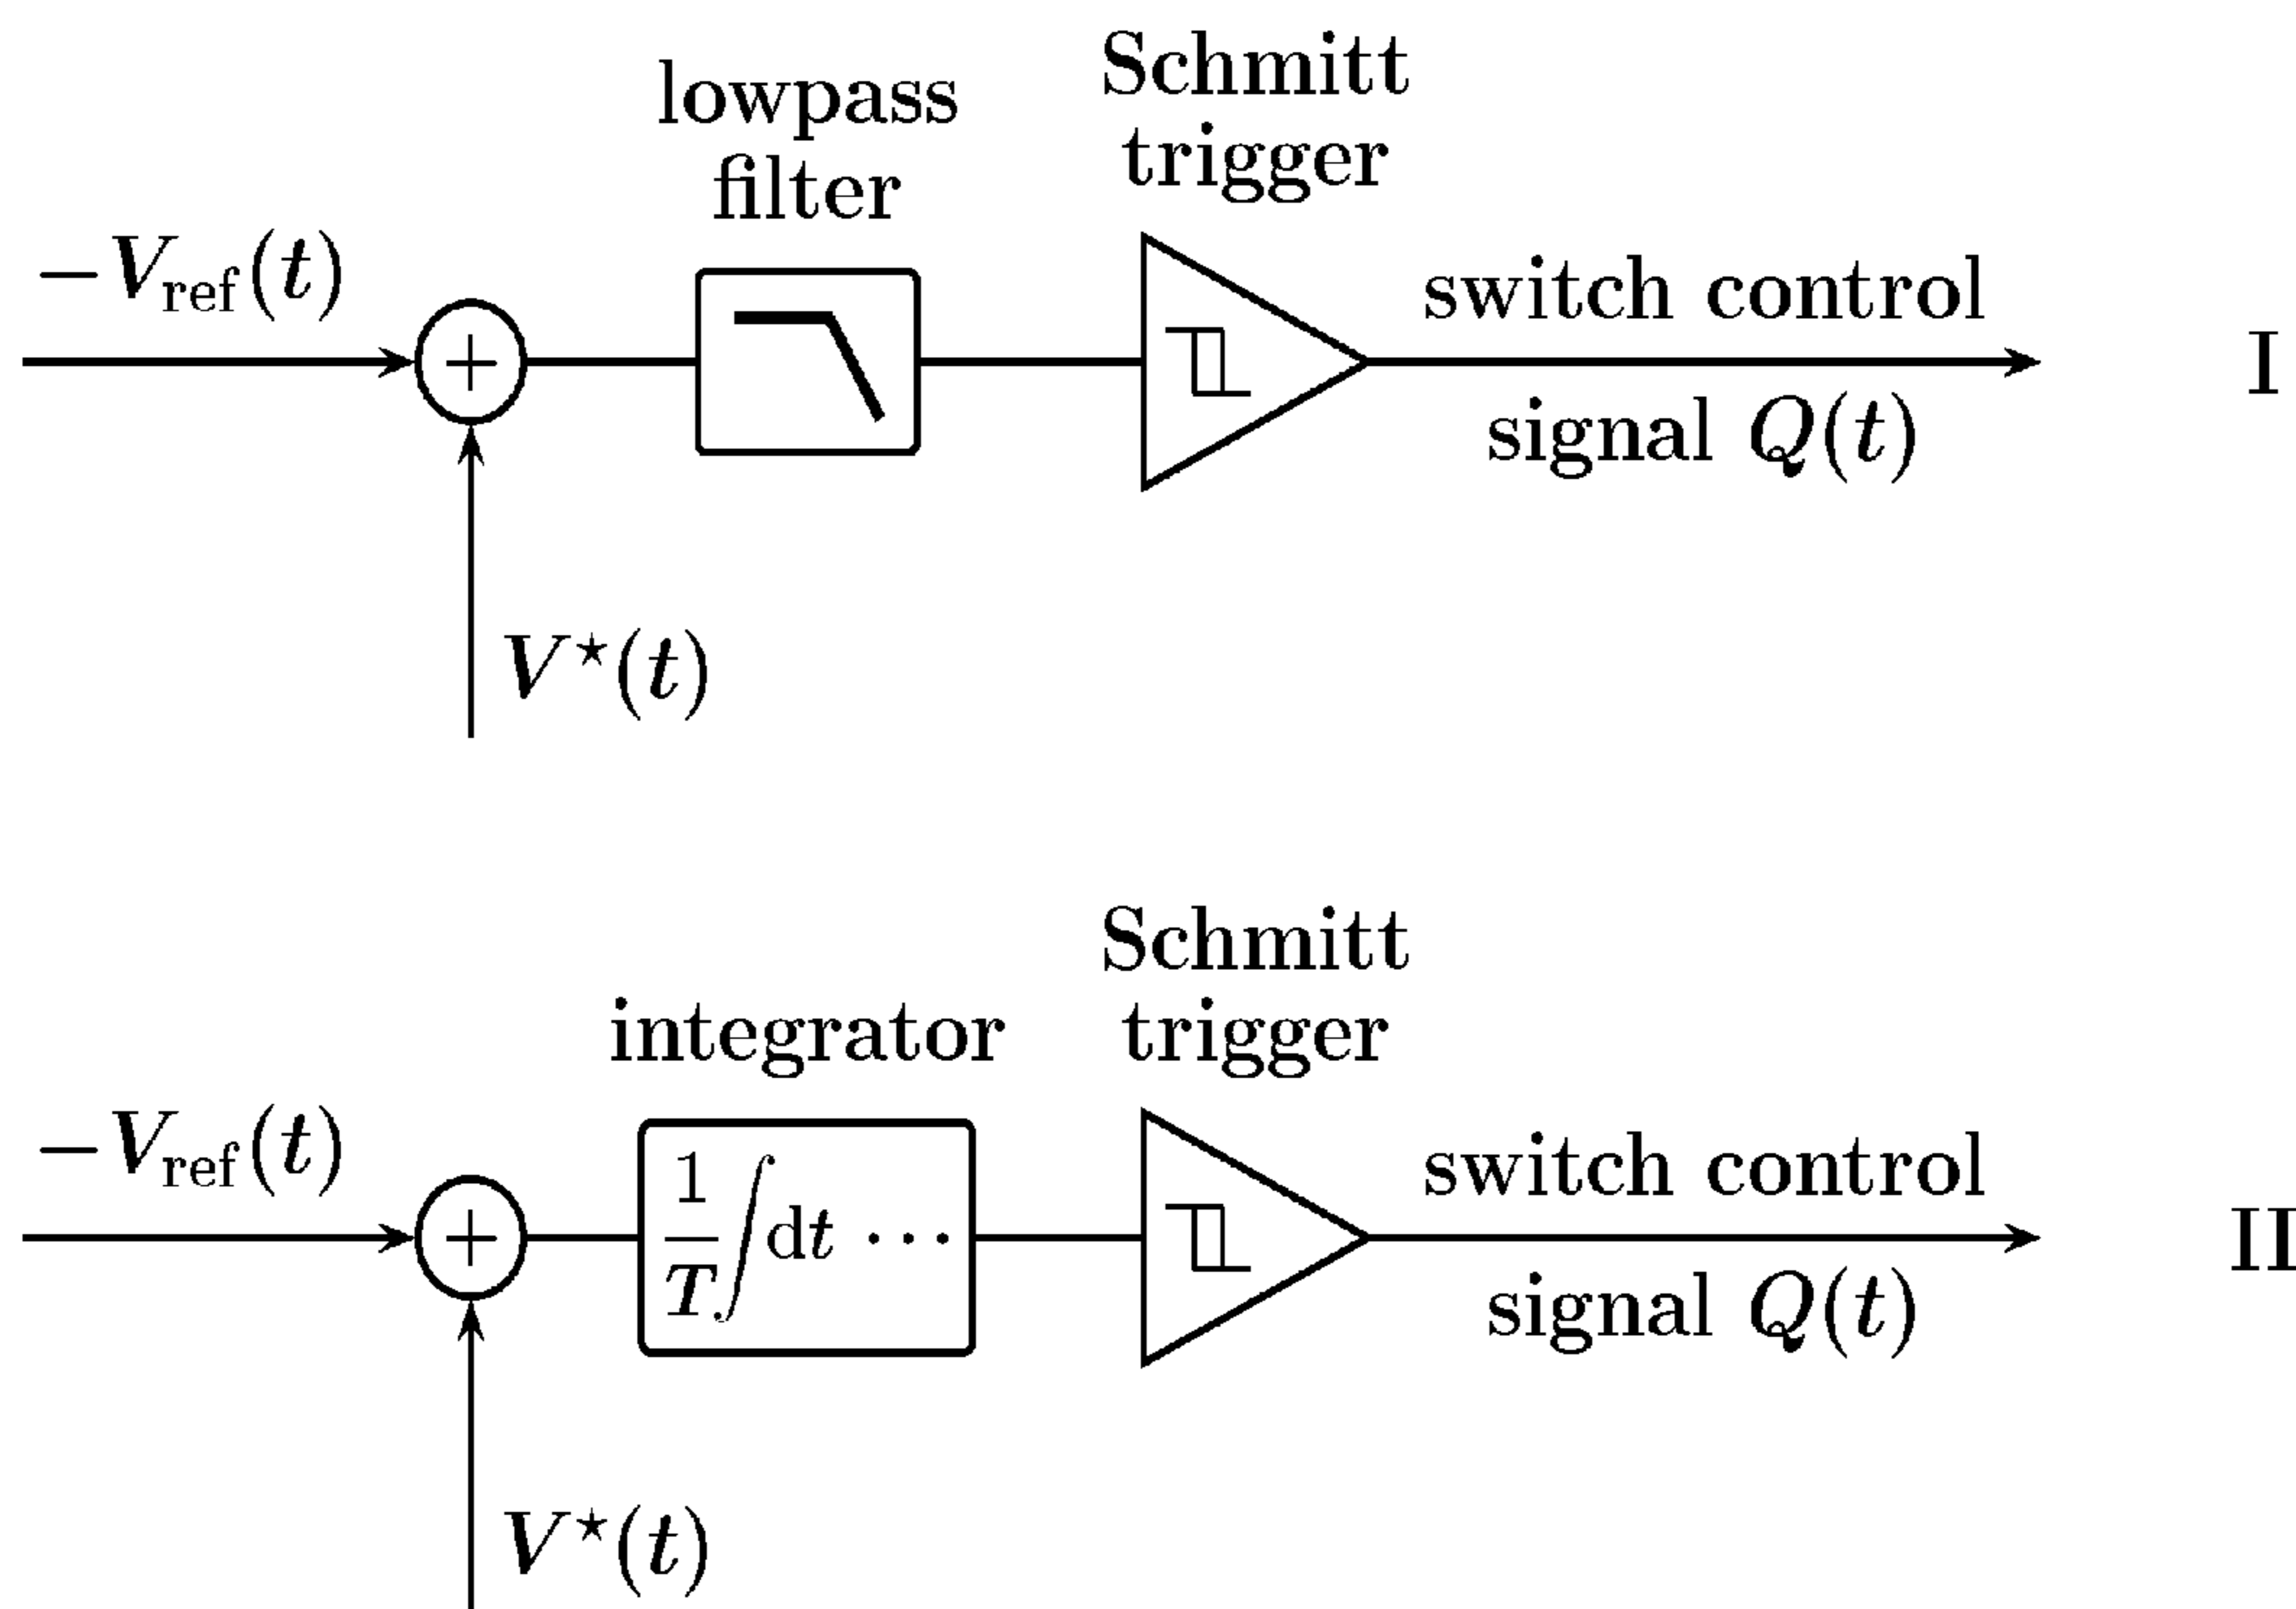 Schmitt
lowpass
trigger
filter
−V_ref(t)
+
switch control
I
signal Q(t)
V*(t)
Schmitt
integrator
trigger
−V_ref(t)
+
1/T ∫dt ···
switch control
II
signal Q(t)
V*(t)